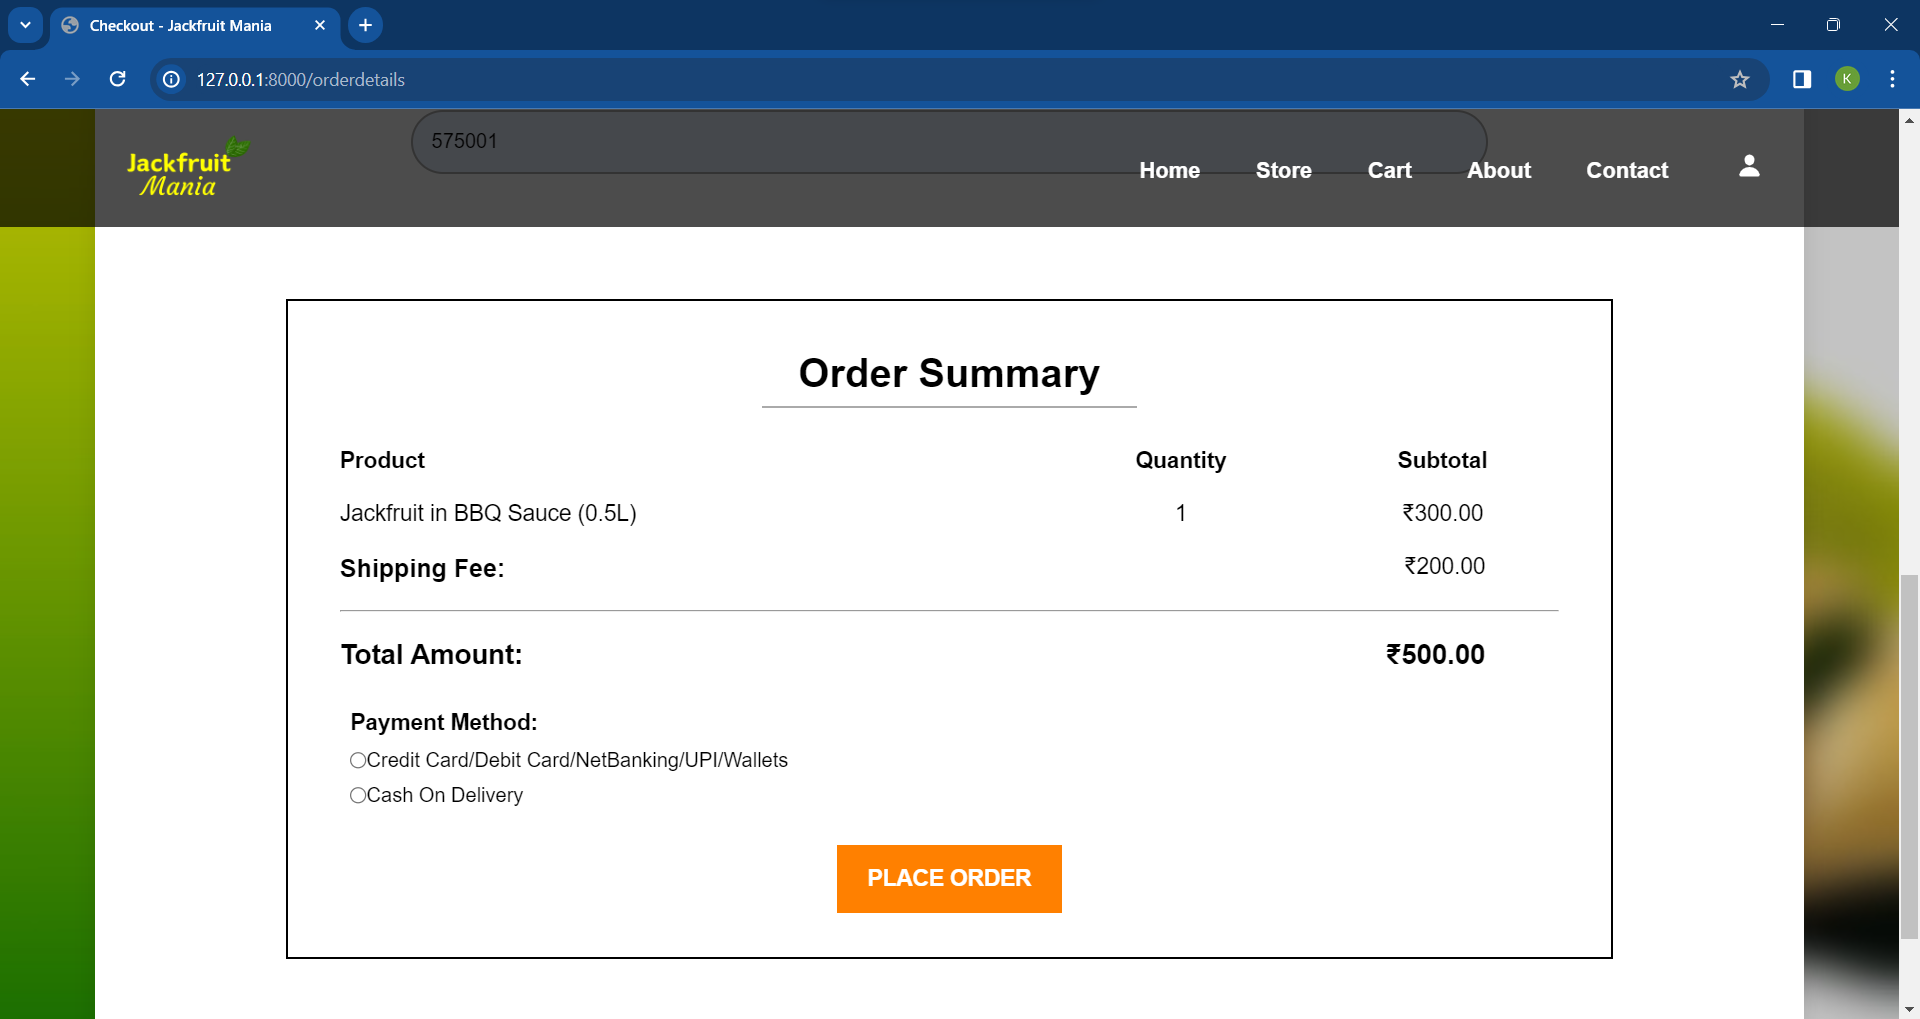 Checkout - Jackfruit Mania
127.0.0.1:8000/orderdetails
K
575001
Jackfruit
Mania
Home Store Cart About Contact
Order Summary
Product Quantity Subtotal
Jackfruit in BBQ Sauce (0.5L) 1 ₹300.00
Shipping Fee: ₹200.00
Total Amount: ₹500.00
Payment Method:
Credit Card/Debit Card/NetBanking/UPI/Wallets
Cash On Delivery
PLACE ORDER